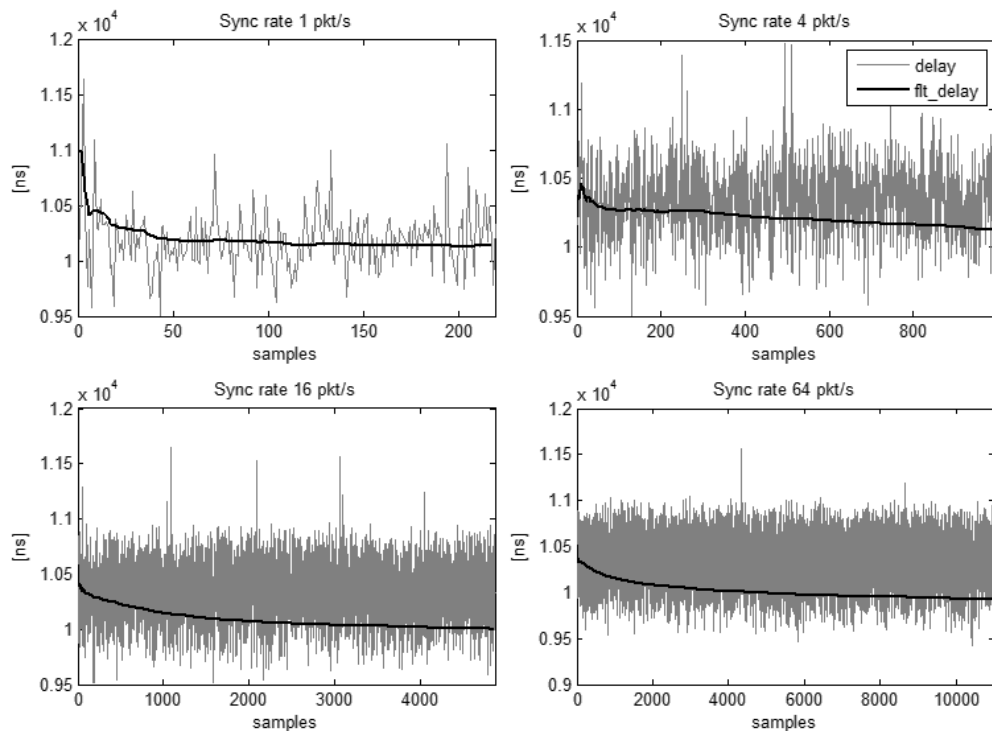 Sync rate 1 pkt/s
x 10^4
1.2
1.15
1.1
1.05
1
0.95
[ns]
0 50 100 150 200
samples
Sync rate 4 pkt/s
x 10^4
1.15
1.1
1.05
1
0.95
[ns]
delay
flt_delay
0 200 400 600 800
samples
Sync rate 16 pkt/s
x 10^4
1.2
1.15
1.1
1.05
1
0.95
[ns]
0 1000 2000 3000 4000
samples
Sync rate 64 pkt/s
x 10^4
1.2
1.15
1.1
1.05
1
0.95
0.9
[ns]
0 2000 4000 6000 8000 10000
samples